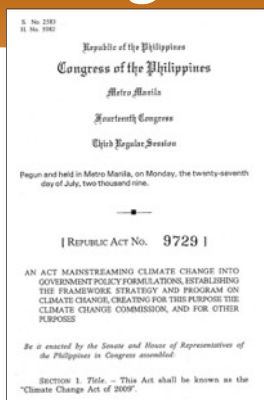 S. No. 2583
H. No. 5982
Republic of the Philippines
Congress of the Philippines
Metro Manila
Fourteenth Congress
Third Regular Session
Pegun and held in Metro Manila, on Monday, the twenty-seventh
day of July, two thousand nine.
[ REPUBLIC ACT NO. 9729 ]
AN ACT MAINSTREAMING CLIMATE CHANGE INTO
GOVERNMENT POLICY FORMULATIONS, ESTABLISHING
THE FRAMEWORK STRATEGY AND PROGRAM ON
CLIMATE CHANGE, CREATING FOR THIS PURPOSE THE
CLIMATE CHANGE COMMISSION, AND FOR OTHER
PURPOSES
Be it enacted by the Senate and House of Representatives of
the Philippines in Congress assembled:
SECTION 1. Title. – This Act shall be known as the
"Climate Change Act of 2009".